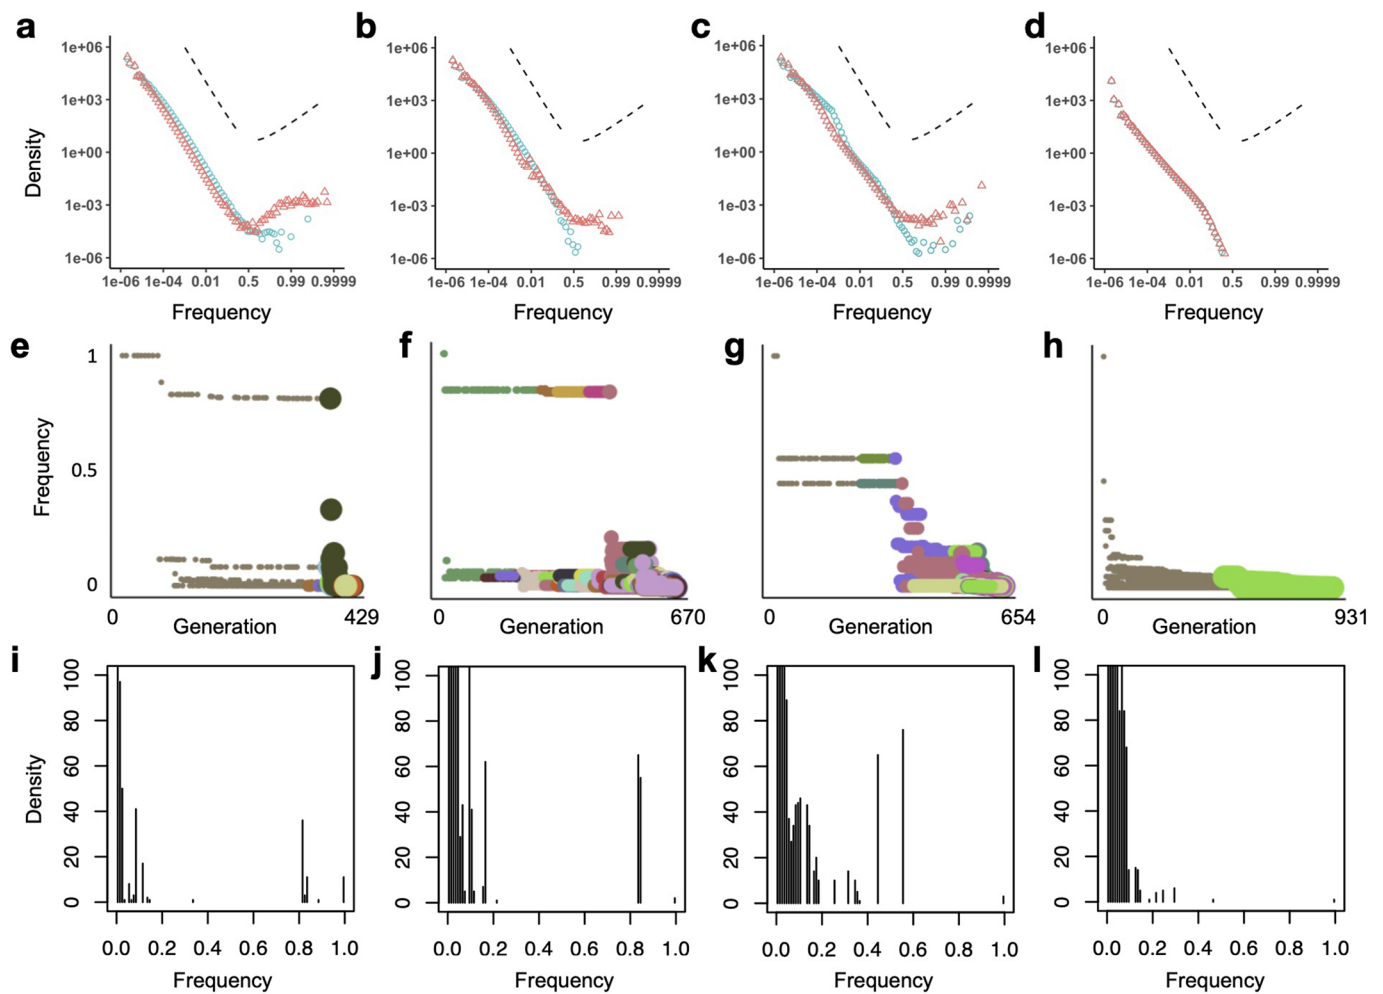 a b c d
Density
1e+06
1e+03
1e+00
1e-03
1e-06
1e-06 1e-04 0.01 0.5 0.99 0.9999
Frequency
1e+06
1e+03
1e+00
1e-03
1e-06
1e-06 1e-04 0.01 0.5 0.99 0.9999
Frequency
1e+06
1e+03
1e+00
1e-03
1e-06
1e-06 1e-04 0.01 0.5 0.99 0.9999
Frequency
1e+06
1e+03
1e+00
1e-03
1e-06
1e-06 1e-04 0.01 0.5 0.99 0.9999
Frequency
e f g h
Frequency
1
0.5
0
0 Generation 429
0 Generation 670
0 Generation 654
0 Generation 931
i j k l
Density
100
80
60
40
20
0
0.0 0.2 0.4 0.6 0.8 1.0
Frequency
100
80
60
40
20
0
0.0 0.2 0.4 0.6 0.8 1.0
Frequency
100
80
60
40
20
0
0.0 0.2 0.4 0.6 0.8 1.0
Frequency
100
80
60
40
20
0
0.0 0.2 0.4 0.6 0.8 1.0
Frequency